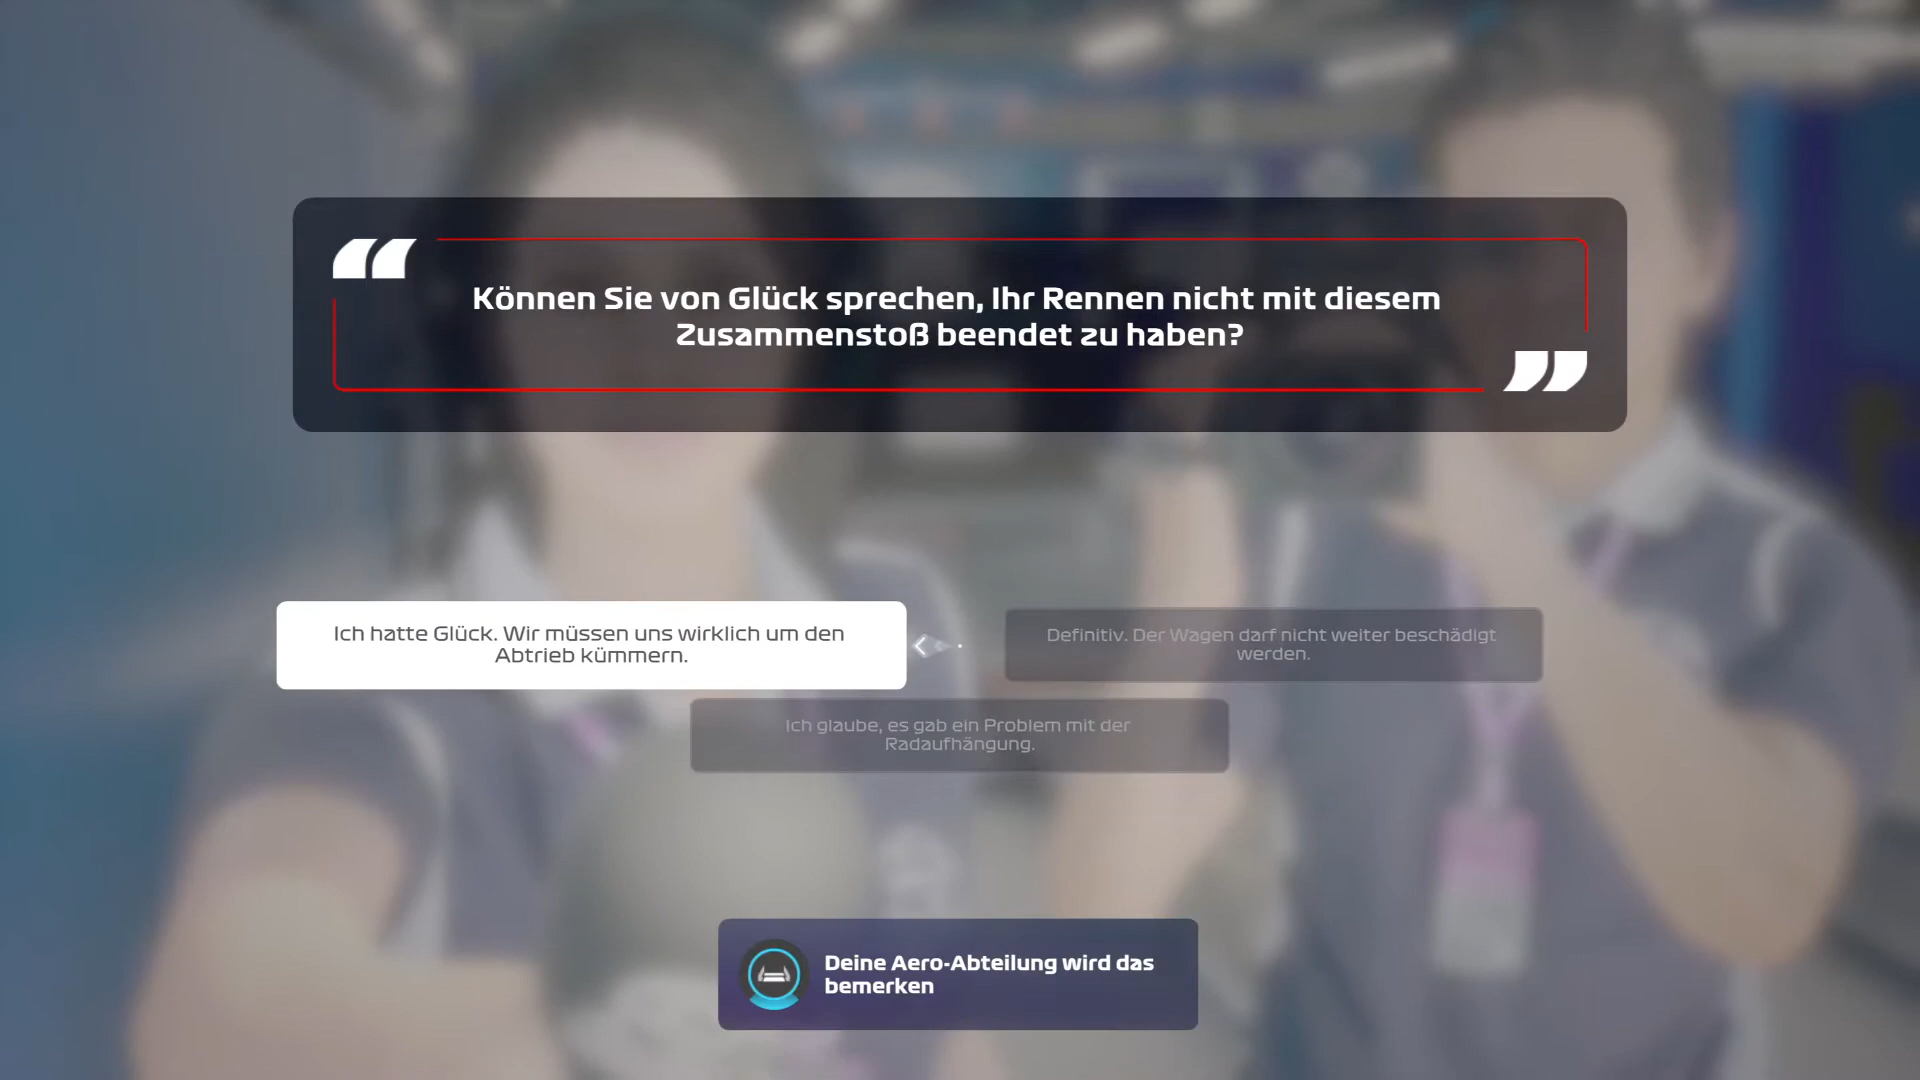 Können Sie von Glück sprechen, Ihr Rennen nicht mit diesem
Zusammenstoß beendet zu haben?
Ich hatte Glück. Wir müssen uns wirklich um den
Abtrieb kümmern.
Definitiv. Der Wagen darf nicht weiter beschädigt
werden.
Ich glaube, es gab ein Problem mit der
Radaufhängung.
Deine Aero-Abteilung wird das
bemerken